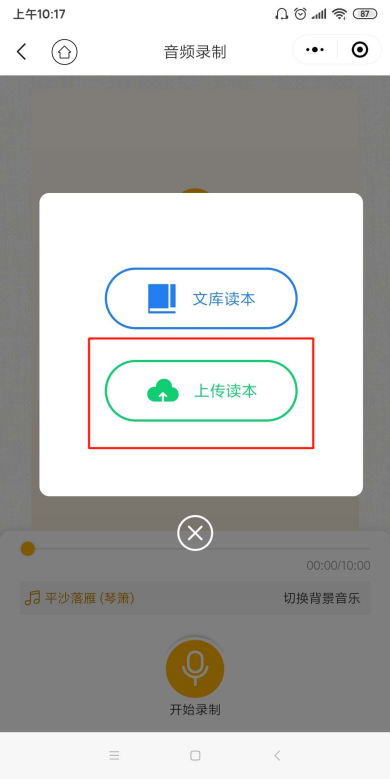 上午10:17
87
音频录制
文库读本
上传读本
00:00/10:00
平沙落雁 (琴箫)
切换背景音乐
开始录制